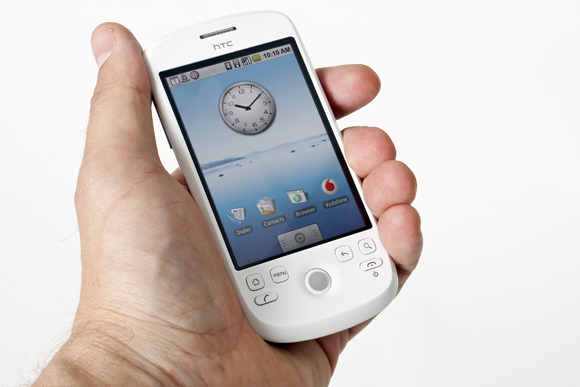 hTC
10:10 AM
Dialer
Contacts
Browser
Vodafone
MENU